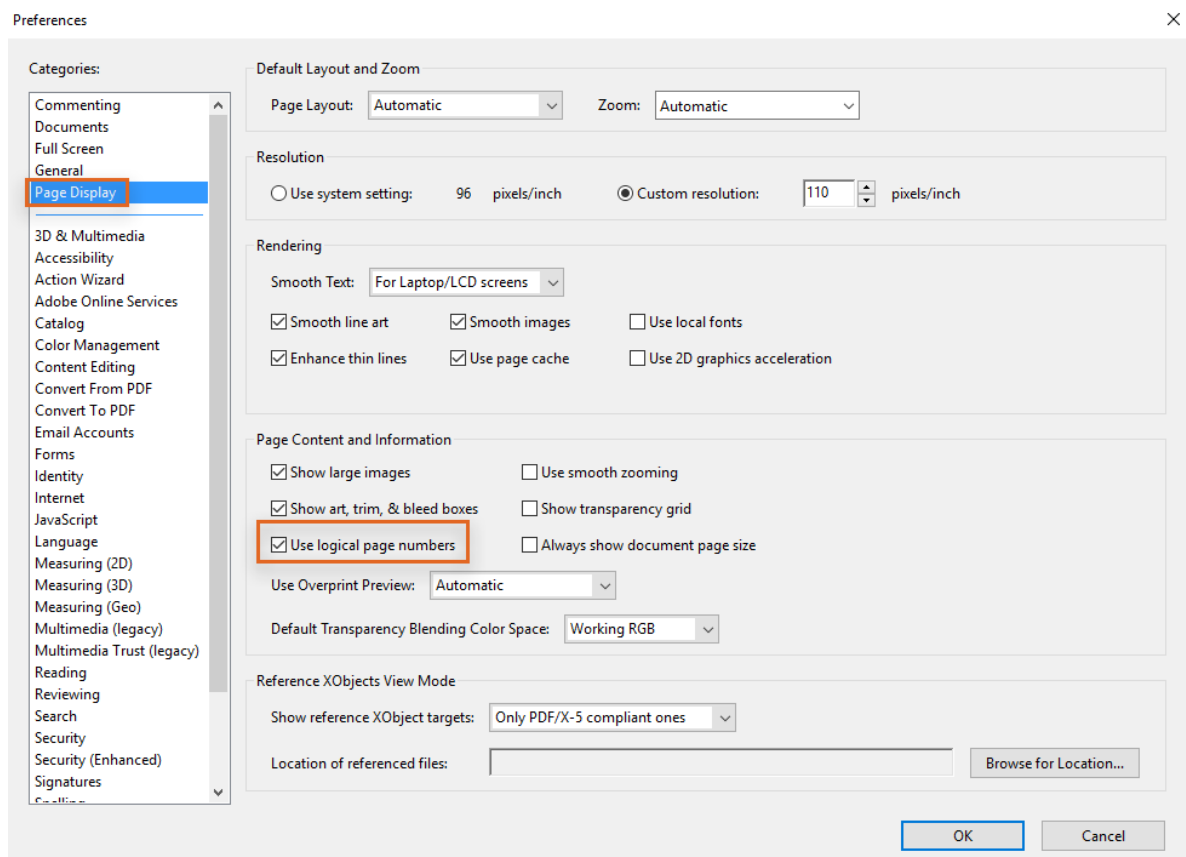 Preferences
Categories:
Commenting
Documents
Full Screen
General
Page Display
3D & Multimedia
Accessibility
Action Wizard
Adobe Online Services
Catalog
Color Management
Content Editing
Convert From PDF
Convert To PDF
Email Accounts
Forms
Identity
Internet
JavaScript
Language
Measuring (2D)
Measuring (3D)
Measuring (Geo)
Multimedia (legacy)
Multimedia Trust (legacy)
Reading
Reviewing
Search
Security
Security (Enhanced)
Signatures
Default Layout and Zoom
Page Layout: Automatic Zoom: Automatic
Resolution
Use system setting: 96 pixels/inch Custom resolution: 110 pixels/inch
Rendering
Smooth Text: For Laptop/LCD screens
Smooth line art Smooth images Use local fonts
Enhance thin lines Use page cache Use 2D graphics acceleration
Page Content and Information
Show large images Use smooth zooming
Show art, trim, & bleed boxes Show transparency grid
Use logical page numbers Always show document page size
Use Overprint Preview: Automatic
Default Transparency Blending Color Space: Working RGB
Reference XObjects View Mode
Show reference XObject targets: Only PDF/X-5 compliant ones
Location of referenced files: Browse for Location...
OK Cancel